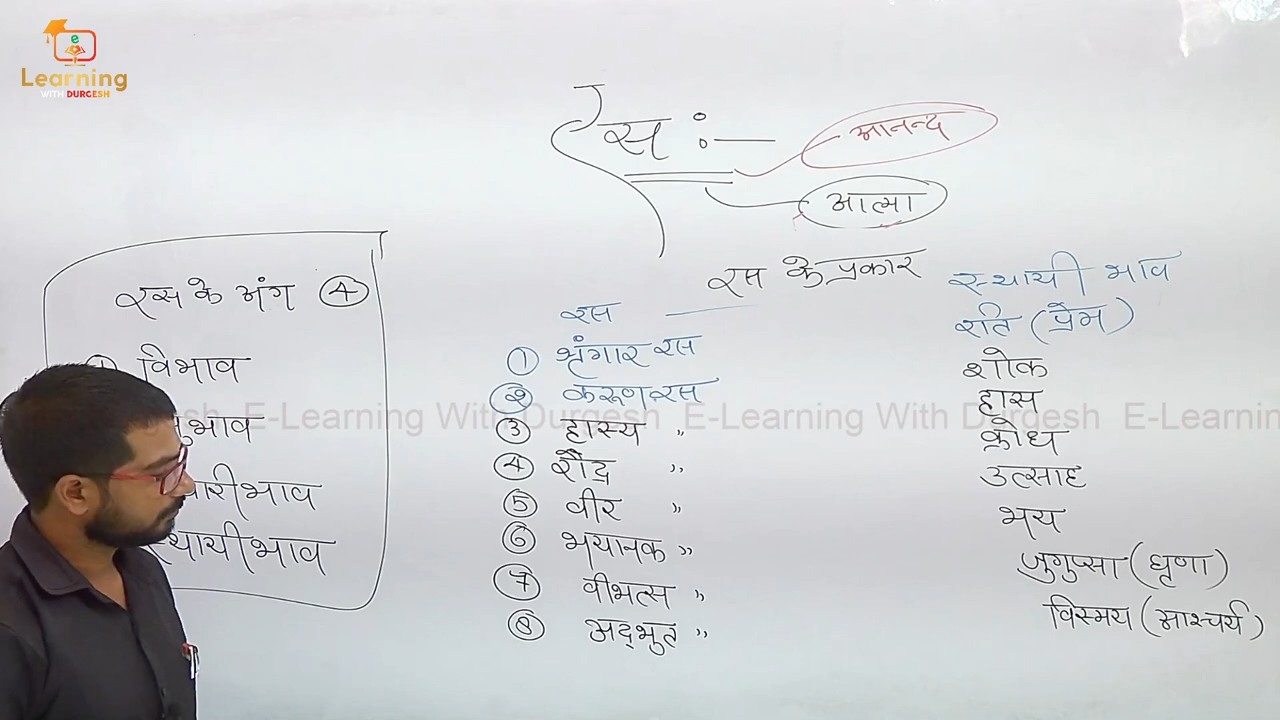 e
Learning
WITH DURGESH
रस :—
आनन्द
आत्मा
रस के अंग ④
① विभाव
ुभाव
ारीभाव
स्थायीभाव
रस के प्रकार
रस
स्थायी भाव
① श्रृंगार रस
रति (प्रेम)
② करूण रस
शोक
③ हास्य "
हास
④ रौद्र "
क्रोध
⑤ वीर "
उत्साह
⑥ भयानक "
भय
⑦ वीभत्स "
जुगुप्सा (घृणा)
⑧ अद्भुत "
विस्मय (आश्चर्य)
Durgesh E-Learning With Durgesh E-Learning With Durgesh E-Learnin